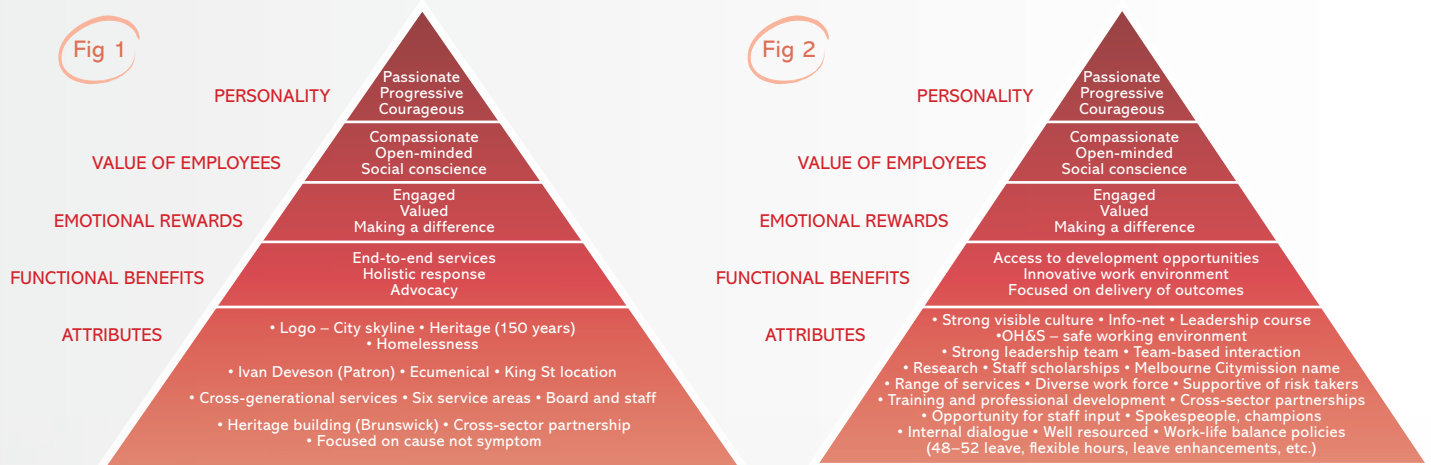 Fig 1
PERSONALITY
Passionate
Progressive
Courageous
VALUE OF EMPLOYEES
Compassionate
Open-minded
Social conscience
EMOTIONAL REWARDS
Engaged
Valued
Making a difference
FUNCTIONAL BENEFITS
End-to-end services
Holistic response
Advocacy
ATTRIBUTES
• Logo – City skyline • Heritage (150 years)
• Homelessness
• Ivan Deveson (Patron) • Ecumenical • King St location
• Cross-generational services • Six service areas • Board and staff
• Heritage building (Brunswick) • Cross-sector partnership
• Focused on cause not symptom
Fig 2
PERSONALITY
Passionate
Progressive
Courageous
VALUE OF EMPLOYEES
Compassionate
Open-minded
Social conscience
EMOTIONAL REWARDS
Engaged
Valued
Making a difference
FUNCTIONAL BENEFITS
Access to development opportunities
Innovative work environment
Focused on delivery of outcomes
ATTRIBUTES
• Strong visible culture • Info-net • Leadership course
•OH&S – safe working environment
• Strong leadership team • Team-based interaction
• Research • Staff scholarships • Melbourne Citymission name
• Range of services • Diverse work force • Supportive of risk takers
• Training and professional development • Cross-sector partnerships
• Opportunity for staff input • Spokespeople, champions
• Internal dialogue • Well resourced • Work-life balance policies
(48–52 leave, flexible hours, leave enhancements, etc.)